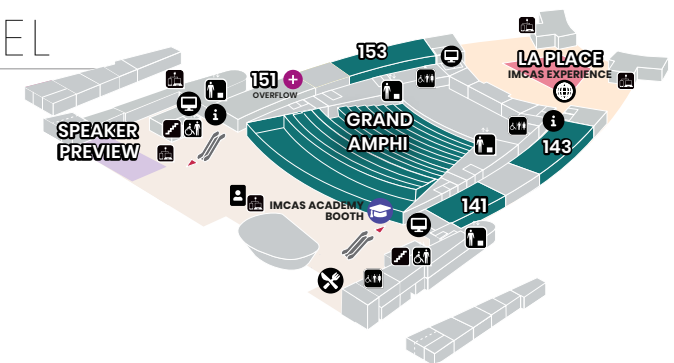 EL
153
151
OVERFLOW
LA PLACE
IMCAS EXPERIENCE
GRAND
AMPHI
SPEAKER
PREVIEW
143
IMCAS ACADEMY
BOOTH
141